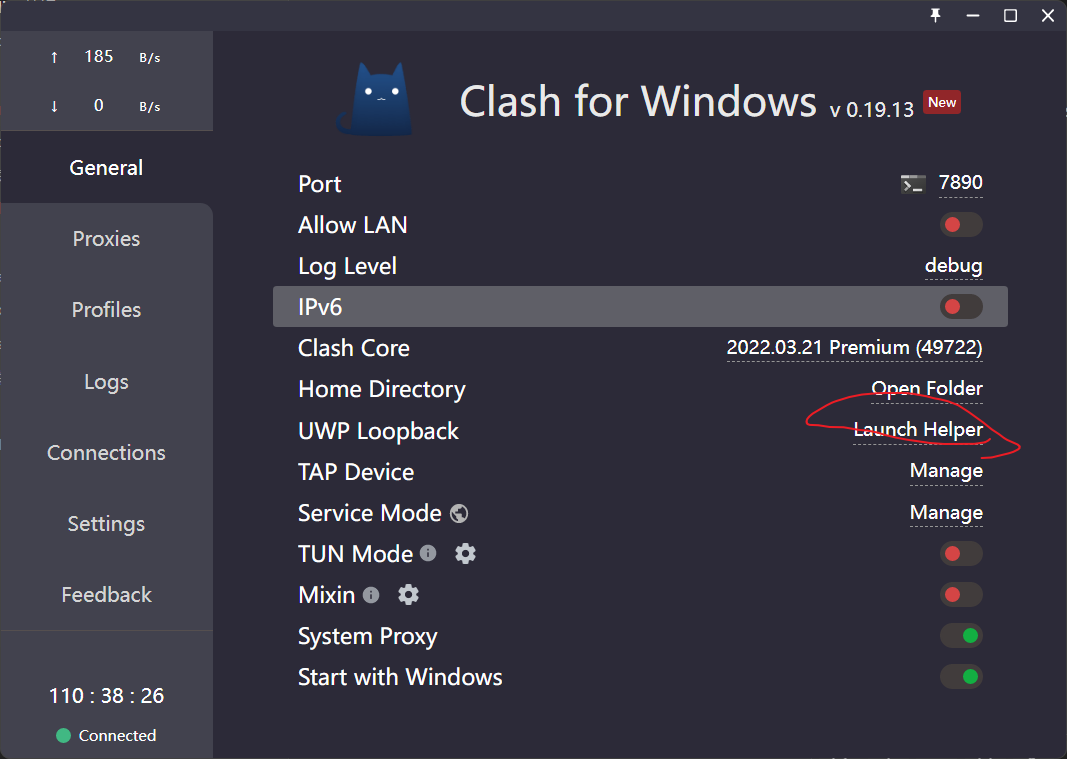 ↑ 185 B/s
↓ 0 B/s
General
Proxies
Profiles
Logs
Connections
Settings
Feedback
110 : 38 : 26
Connected
Clash for Windows v 0.19.13 New
Port 7890
Allow LAN
Log Level debug
IPv6
Clash Core 2022.03.21 Premium (49722)
Home Directory Open Folder
UWP Loopback Launch Helper
TAP Device Manage
Service Mode Manage
TUN Mode
Mixin
System Proxy
Start with Windows